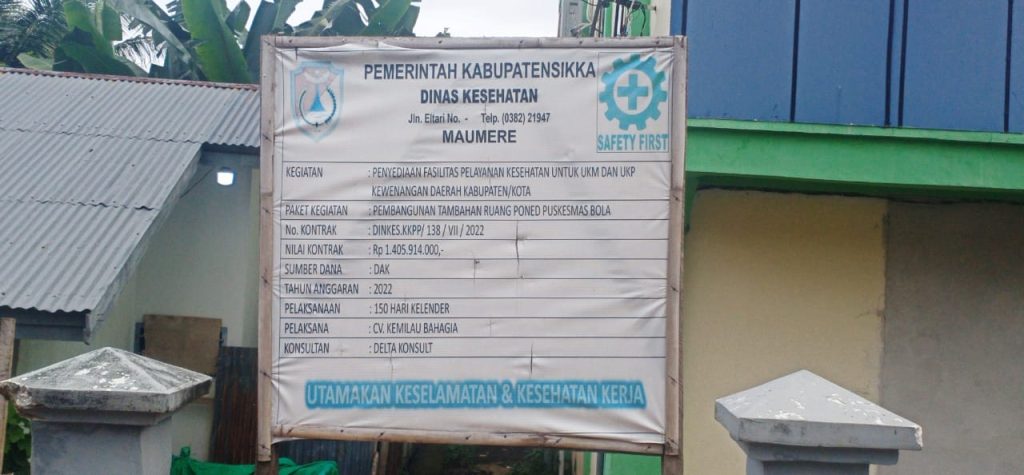 PEMERINTAH KABUPATENSIKKA
DINAS KESEHATAN
Jln. Eltari No. - Telp. (0382) 21947
MAUMERE
SAFETY FIRST
KEGIATAN : PENYEDIAAN FASILITAS PELAYANAN KESEHATAN UNTUK UKM DAN UKP
KEWENANGAN DAERAH KABUPATEN/KOTA
PAKET KEGIATAN : PEMBANGUNAN TAMBAHAN RUANG PONED PUSKESMAS BOLA
No. KONTRAK : DINKES.KKPP/ 138 / VII / 2022
NILAI KONTRAK : Rp 1.405.914.000,-
SUMBER DANA : DAK
TAHUN ANGGARAN : 2022
PELAKSANAAN : 150 HARI KELENDER
PELAKSANA : CV. KEMILAU BAHAGIA
KONSULTAN : DELTA KONSULT
UTAMAKAN KESELAMATAN & KESEHATAN KERJA